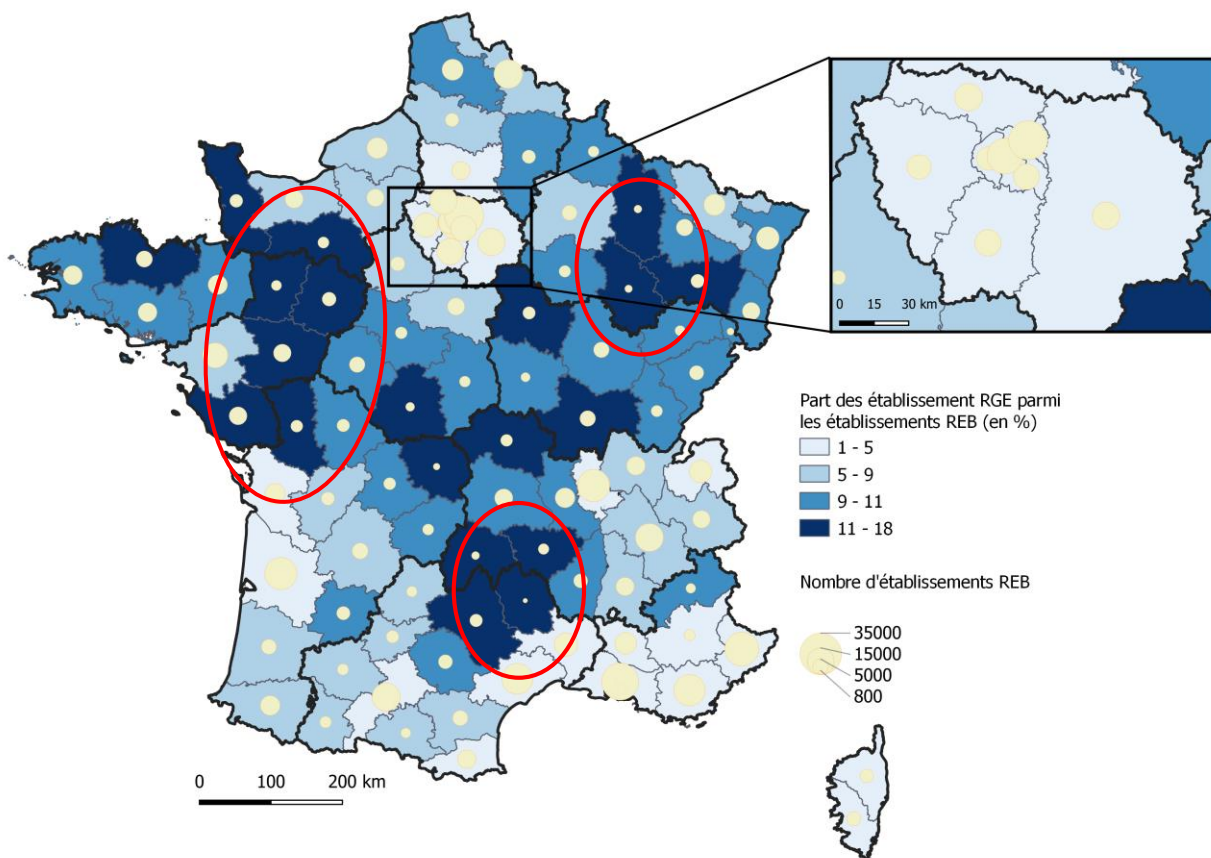 0 15 30 km
Part des établissement RGE parmi
les établissements REB (en %)
1 - 5
5 - 9
9 - 11
11 - 18
Nombre d'établissements REB
35000
15000
5000
800
0 100 200 km